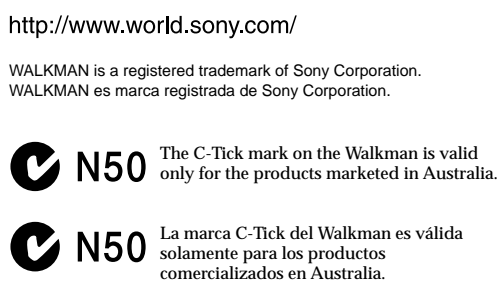 http://www.world.sony.com/
WALKMAN is a registered trademark of Sony Corporation.
WALKMAN es marca registrada de Sony Corporation.
N50 The C-Tick mark on the Walkman is valid
only for the products marketed in Australia.
N50 La marca C-Tick del Walkman es válida
solamente para los productos
comercializados en Australia.